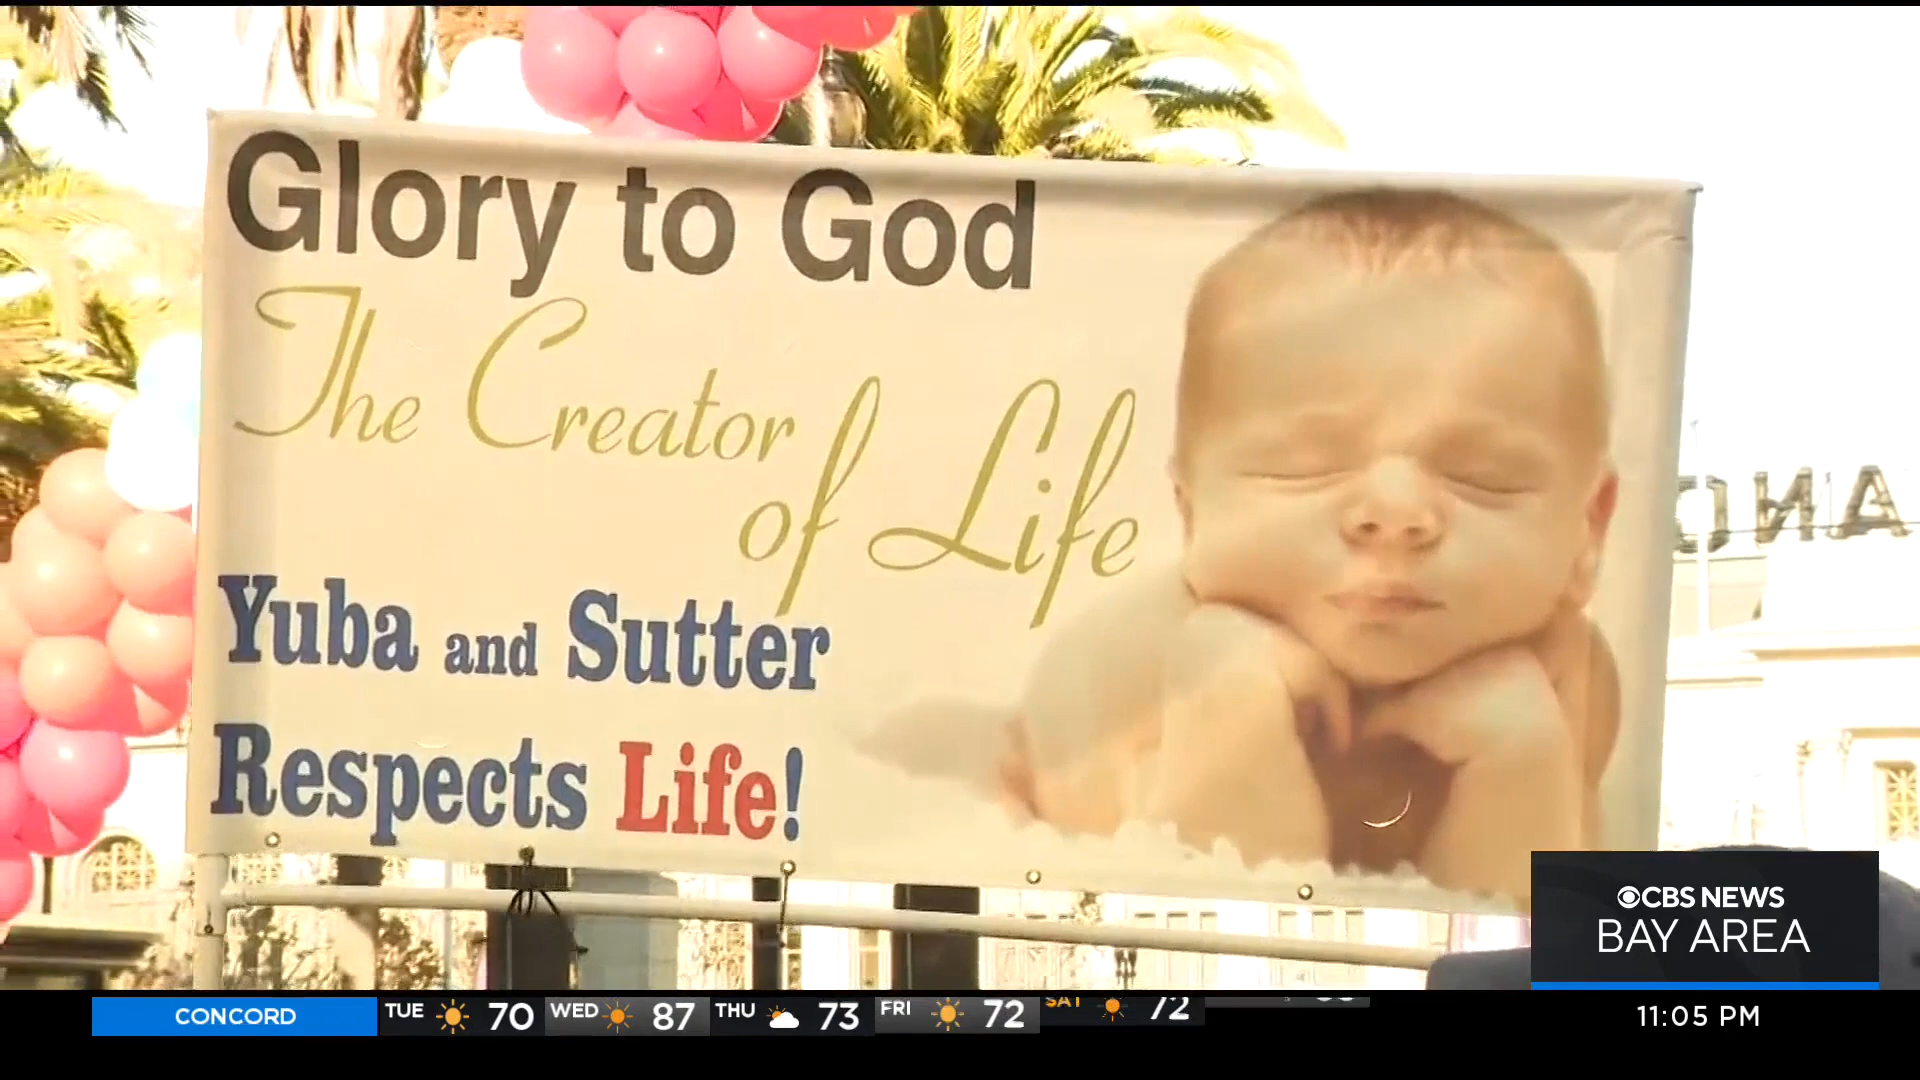 Glory to God
The Creator
of Life
Yuba and Sutter
Respects Life!
CBS NEWS
BAY AREA
CONCORD
TUE 70
WED 87
THU 73
FRI 72
SAT 72
11:05 PM